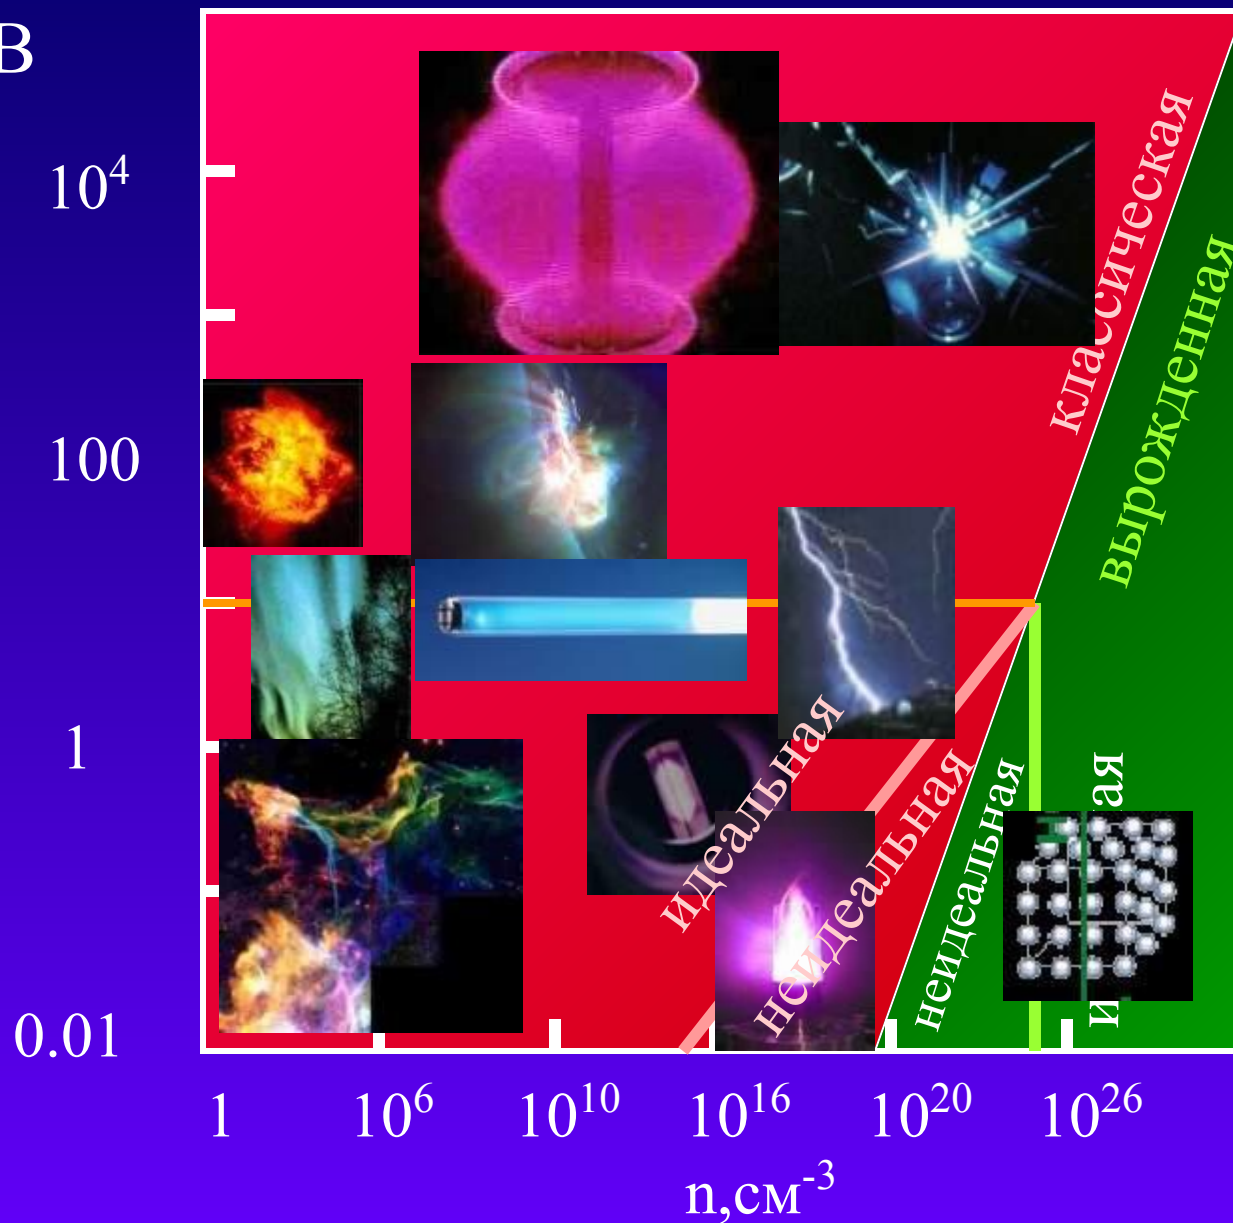 В
10⁴
100
1
0.01
классическая
вырожденная
идеальная
неидеальная
неидеальная
1
10⁶
10¹⁰
10¹⁶
10²⁰
10²⁶
n,см⁻³